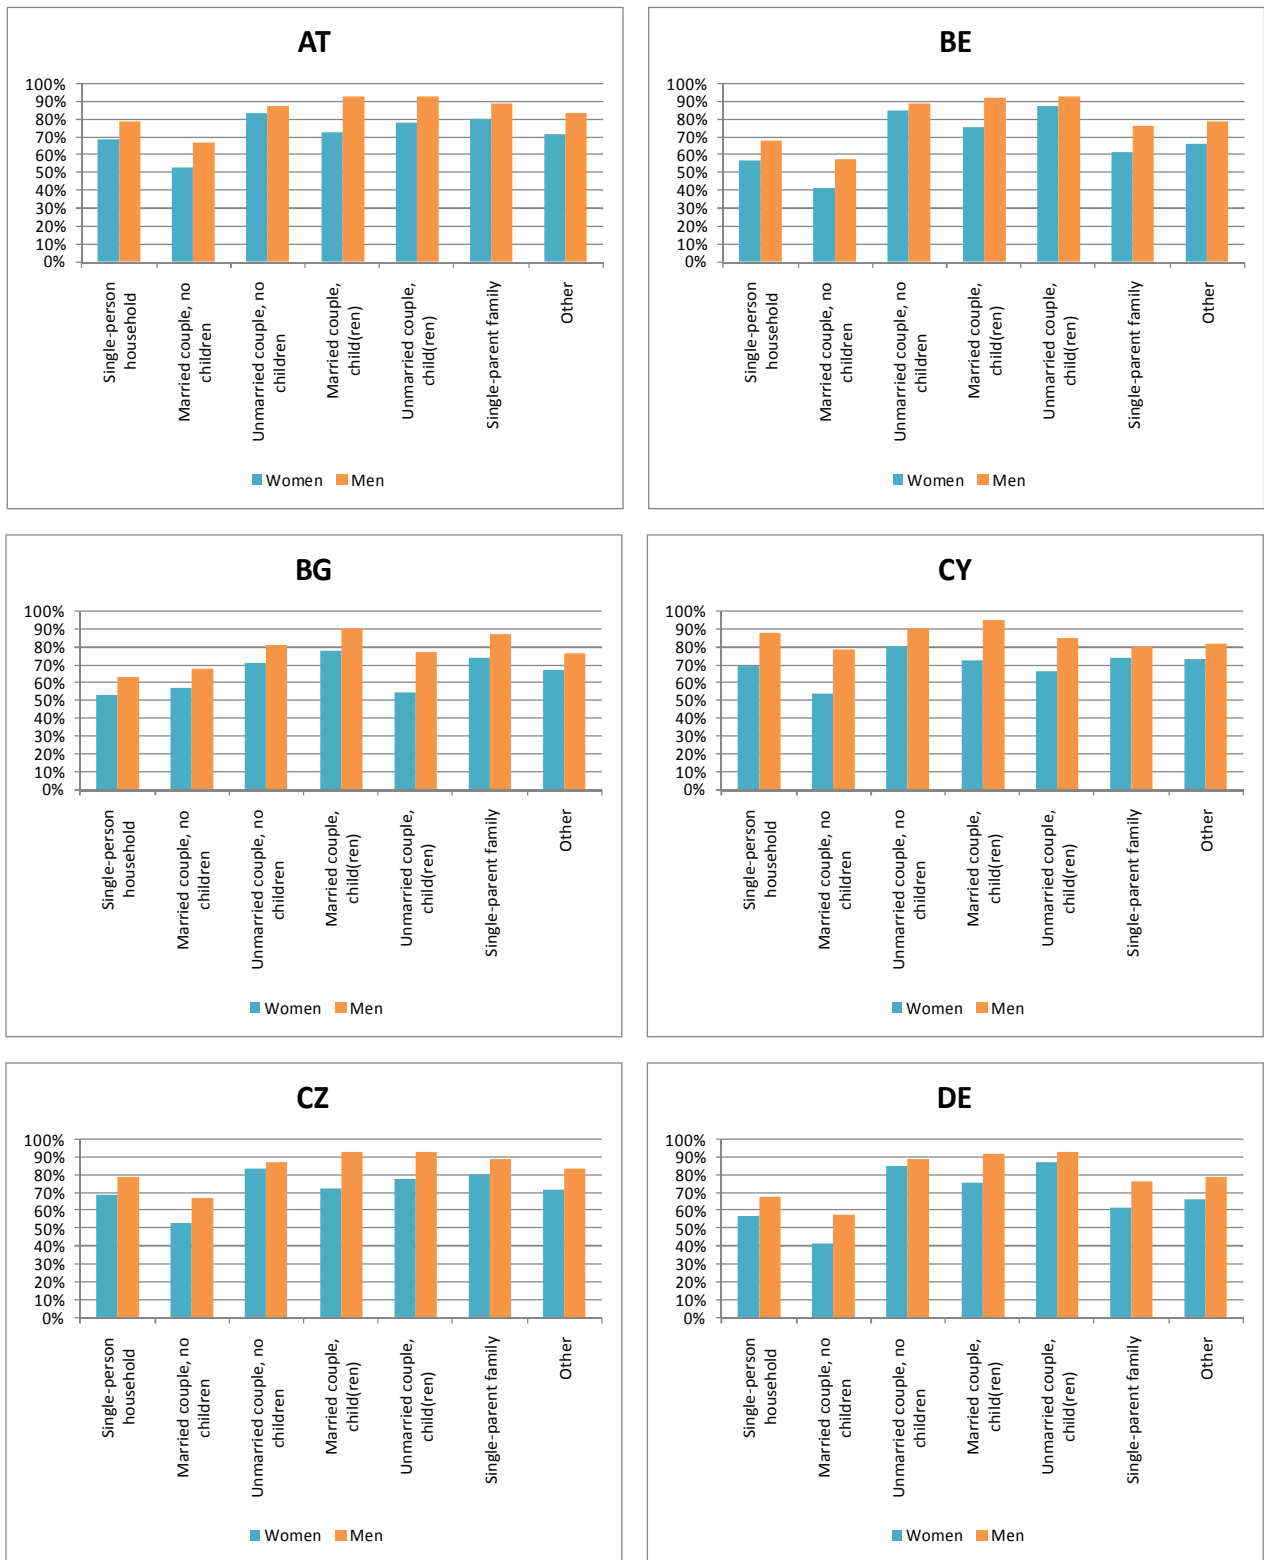 AT
100%
90%
80%
70%
60%
50%
40%
30%
20%
10%
0%
Single-person
household
Married couple, no
children
Unmarried couple, no
children
Married couple,
child(ren)
Unmarried couple,
child(ren)
Single-parent family
Other
Women Men
BE
100%
90%
80%
70%
60%
50%
40%
30%
20%
10%
0%
Single-person
household
Married couple, no
children
Unmarried couple, no
children
Married couple,
child(ren)
Unmarried couple,
child(ren)
Single-parent family
Other
Women Men
BG
100%
90%
80%
70%
60%
50%
40%
30%
20%
10%
0%
Single-person
household
Married couple, no
children
Unmarried couple, no
children
Married couple,
child(ren)
Unmarried couple,
child(ren)
Single-parent family
Other
Women Men
CY
100%
90%
80%
70%
60%
50%
40%
30%
20%
10%
0%
Single-person
household
Married couple, no
children
Unmarried couple, no
children
Married couple,
child(ren)
Unmarried couple,
child(ren)
Single-parent family
Other
Women Men
CZ
100%
90%
80%
70%
60%
50%
40%
30%
20%
10%
0%
Single-person
household
Married couple, no
children
Unmarried couple, no
children
Married couple,
child(ren)
Unmarried couple,
child(ren)
Single-parent family
Other
Women Men
DE
100%
90%
80%
70%
60%
50%
40%
30%
20%
10%
0%
Single-person
household
Married couple, no
children
Unmarried couple, no
children
Married couple,
child(ren)
Unmarried couple,
child(ren)
Single-parent family
Other
Women Men